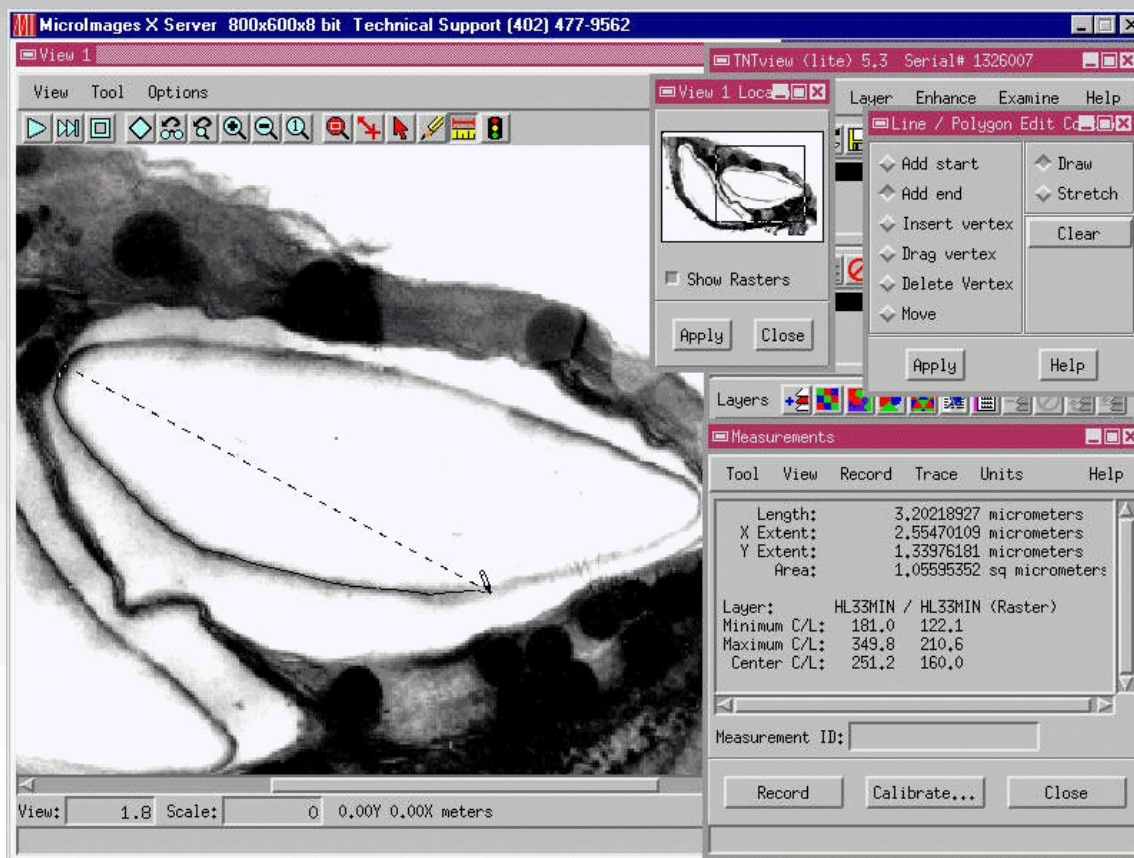 MicroImages X Server 800x600x8 bit Technical Support (402) 477-9562
View 1
View Tool Options
View: 1.8 Scale: 0 0.00Y 0.00X meters
TNTview (lite) 5.3 Serial# 1326007
Layer Enhance Examine Help
View 1 Loca
Show Rasters
Apply Close
Line / Polygon Edit Co
Add start
Add end
Insert vertex
Drag vertex
Delete Vertex
Move
Draw
Stretch
Clear
Apply Help
Layers
Measurements
Tool View Record Trace Units Help
Length: 3.20218927 micrometers
X Extent: 2.55470109 micrometers
Y Extent: 1.33976181 micrometers
Area: 1.05595352 sq micrometers
Layer: HL33MIN / HL33MIN (Raster)
Minimum C/L: 181.0 122.1
Maximum C/L: 349.8 210.6
Center C/L: 251.2 160.0
Measurement ID:
Record Calibrate... Close